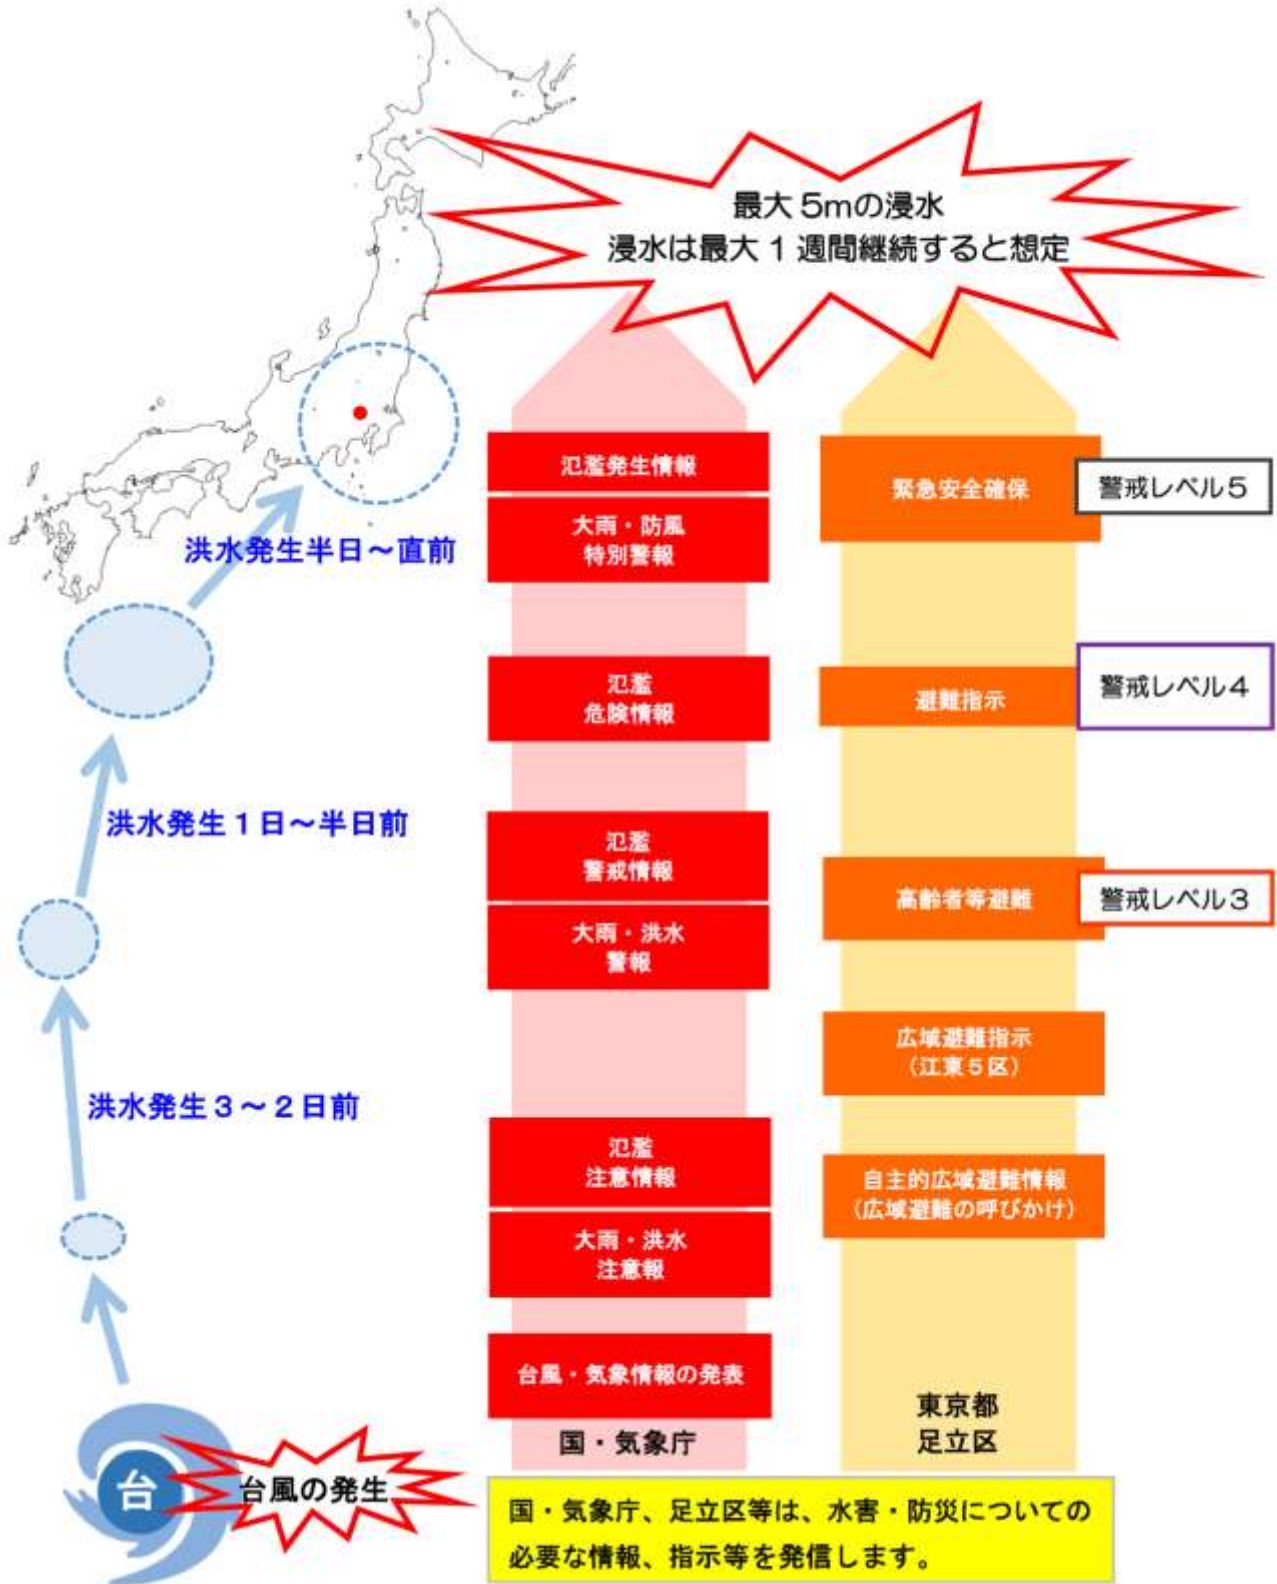 最大 5mの浸水
浸水は最大 1 週間継続すると想定
氾濫発生情報
緊急安全確保
警戒レベル5
大雨・防風
特別警報
洪水発生半日～直前
氾濫
危険情報
避難指示
警戒レベル4
洪水発生１日～半日前
氾濫
警戒情報
高齢者等避難
警戒レベル3
大雨・洪水
警報
広域避難指示
（江東５区）
洪水発生３～２日前
氾濫
注意情報
自主的広域避難情報
（広域避難の呼びかけ）
大雨・洪水
注意報
台風・気象情報の発表
国・気象庁
東京都
足立区
台
台風の発生
国・気象庁、足立区等は、水害・防災についての
必要な情報、指示等を発信します。